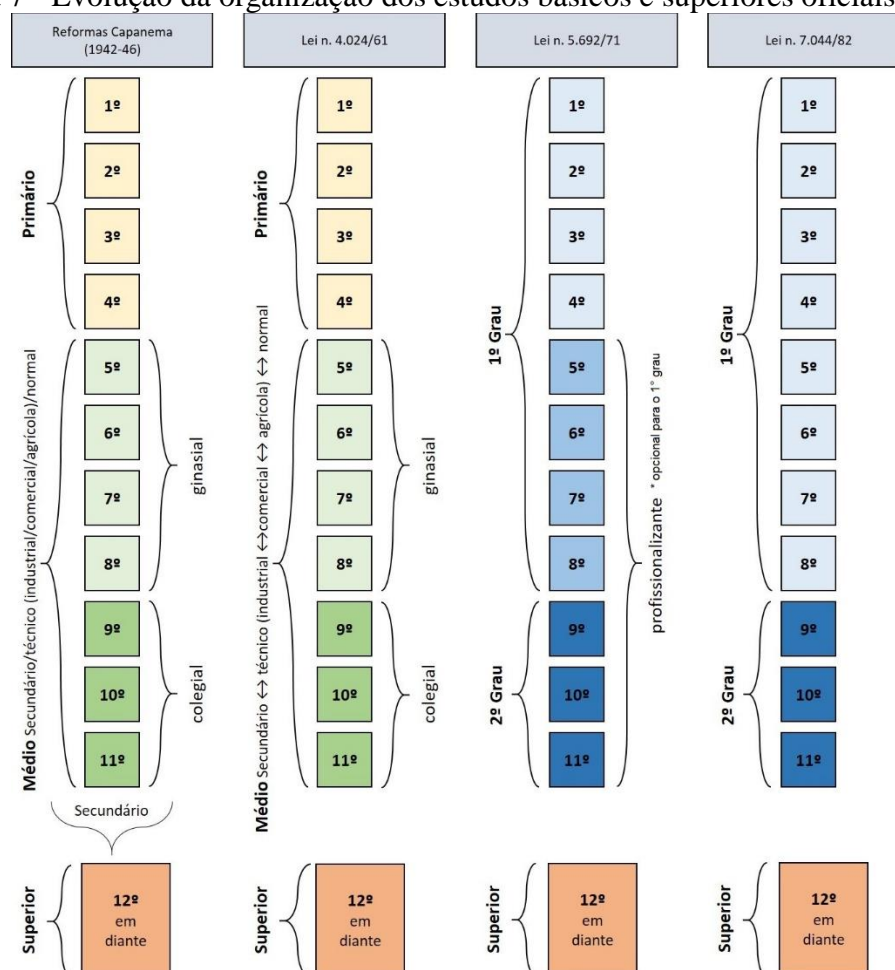 7 - Evolução da organização dos estudos básicos e superiores oficiais
Reformas Capanema
(1942-46)
Primário
1º
2º
3º
4º
Médio Secundário/técnico (industrial/comercial/agrícola)/normal
5º
6º
7º
8º
ginasial
9º
10º
11º
colegial
Secundário
Superior
12º
em
diante
Lei n. 4.024/61
Primário
1º
2º
3º
4º
Médio Secundário ↔ técnico (industrial ↔comercial ↔ agrícola) ↔ normal
5º
6º
7º
8º
ginasial
9º
10º
11º
colegial
Superior
12º
em
diante
Lei n. 5.692/71
1º Grau
1º
2º
3º
4º
5º
6º
7º
8º
2º Grau
9º
10º
11º
profissionalizante * opcional para o 1° grau
Superior
12º
em
diante
Lei n. 7.044/82
1º Grau
1º
2º
3º
4º
5º
6º
7º
8º
2º Grau
9º
10º
11º
Superior
12º
em
diante